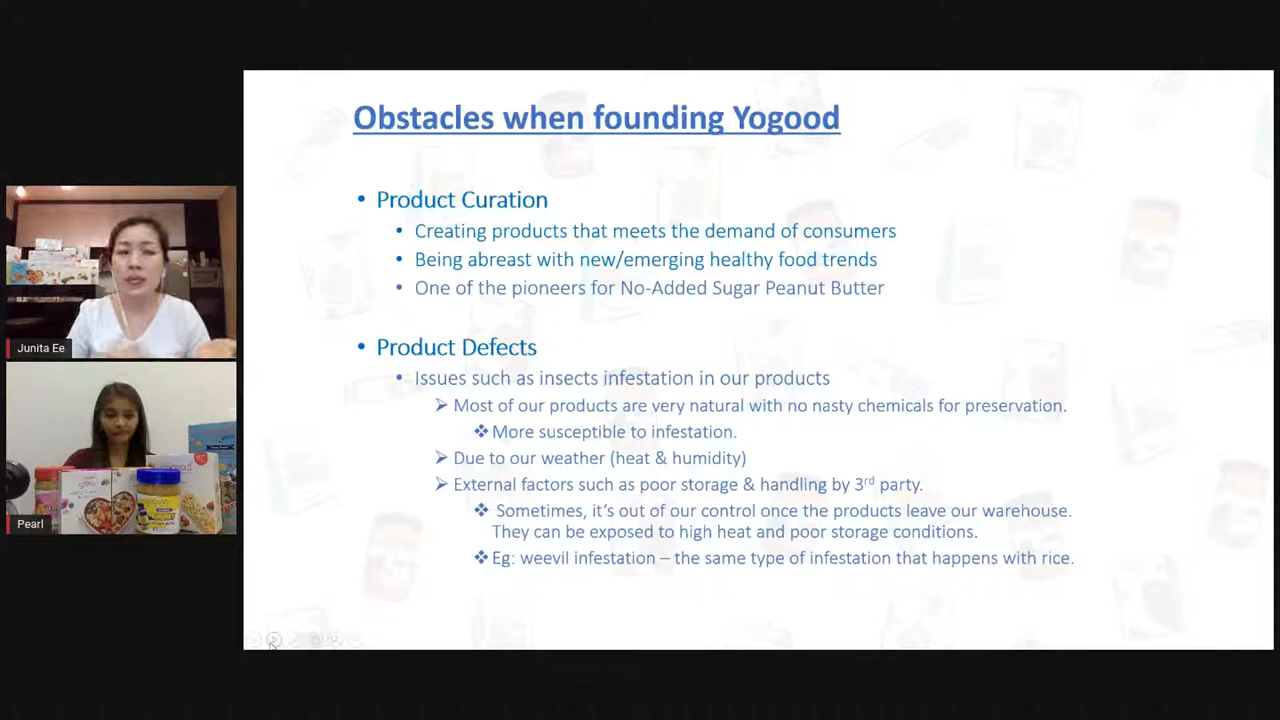 Obstacles when founding Yogood
• Product Curation
• Creating products that meets the demand of consumers
• Being abreast with new/emerging healthy food trends
• One of the pioneers for No-Added Sugar Peanut Butter
• Product Defects
• Issues such as insects infestation in our products
➢ Most of our products are very natural with no nasty chemicals for preservation.
❖ More susceptible to infestation.
➢ Due to our weather (heat & humidity)
➢ External factors such as poor storage & handling by 3rd party.
❖ Sometimes, it’s out of our control once the products leave our warehouse.
They can be exposed to high heat and poor storage conditions.
❖ Eg: weevil infestation – the same type of infestation that happens with rice.
Junita Ee
Pearl